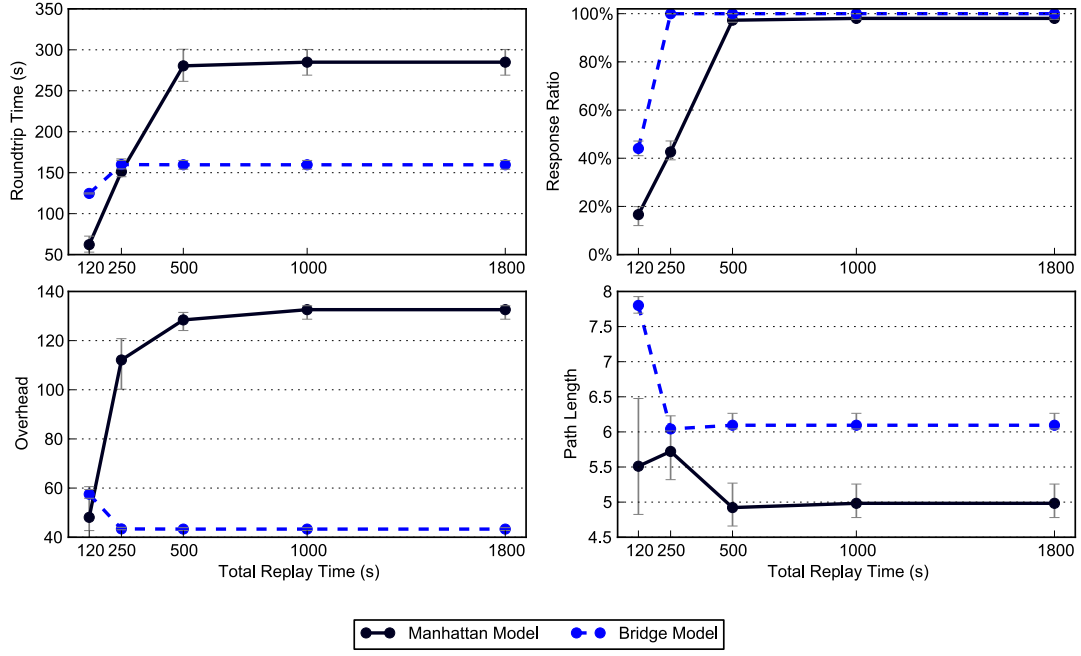 350
300
250
200
150
100
50
Roundtrip Time (s)
120 250 500 1000 1800
100%
80%
60%
40%
20%
0%
Response Ratio
120 250 500 1000 1800
140
120
100
80
60
40
Overhead
120 250 500 1000 1800
Total Replay Time (s)
8
7.5
7
6.5
6
5.5
5
4.5
Path Length
120 250 500 1000 1800
Total Replay Time (s)
Manhattan Model Bridge Model